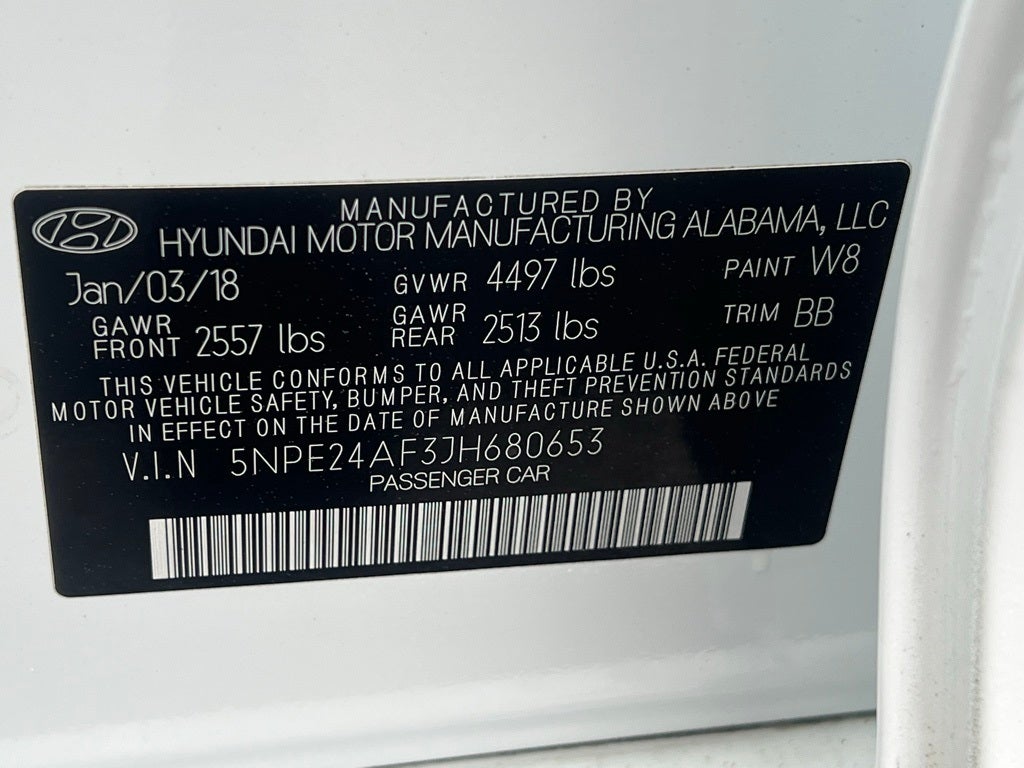 MANUFACTURED BY
HYUNDAI MOTOR MANUFACTURING ALABAMA, LLC
Jan/03/18 GVWR 4497 lbs PAINT W8
GAWR FRONT 2557 lbs GAWR REAR 2513 lbs TRIM BB
THIS VEHICLE CONFORMS TO ALL APPLICABLE U.S.A. FEDERAL
MOTOR VEHICLE SAFETY, BUMPER, AND THEFT PREVENTION STANDARDS
IN EFFECT ON THE DATE OF MANUFACTURE SHOWN ABOVE
V.I.N 5NPE24AF3JH680653
PASSENGER CAR